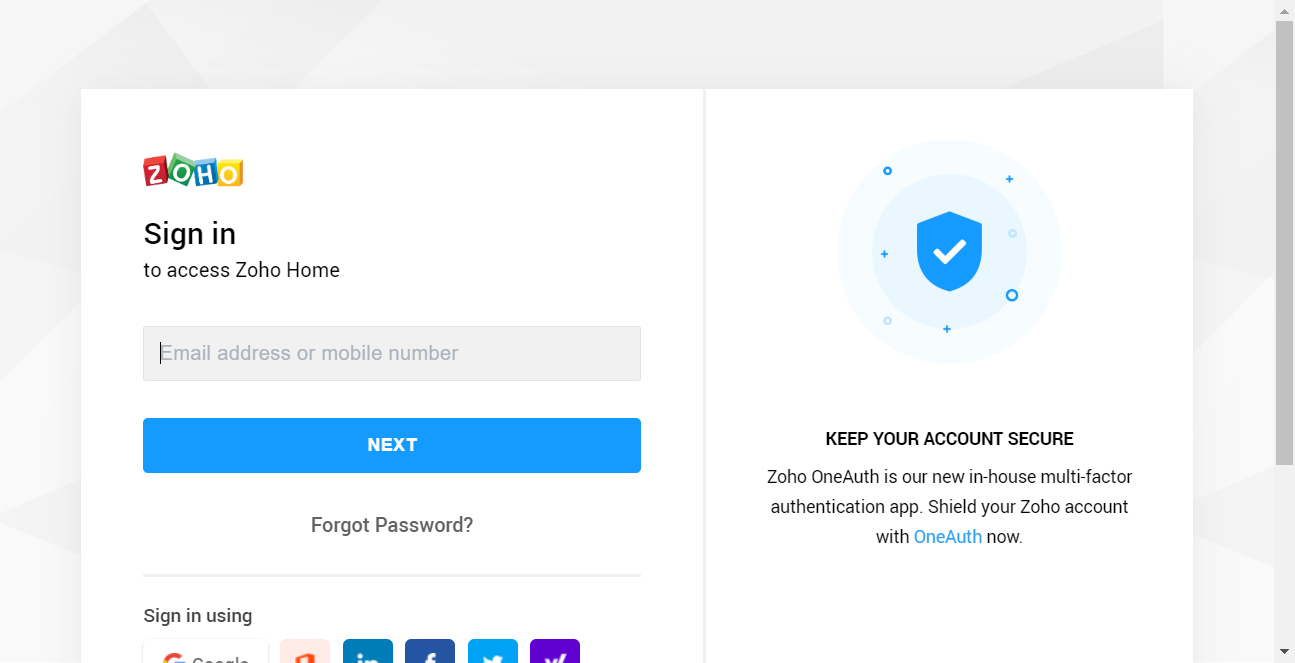 ZOHO
Sign in
to access Zoho Home
Email address or mobile number
NEXT
Forgot Password?
Sign in using
Google
KEEP YOUR ACCOUNT SECURE
Zoho OneAuth is our new in-house multi-factor
authentication app. Shield your Zoho account
with OneAuth now.